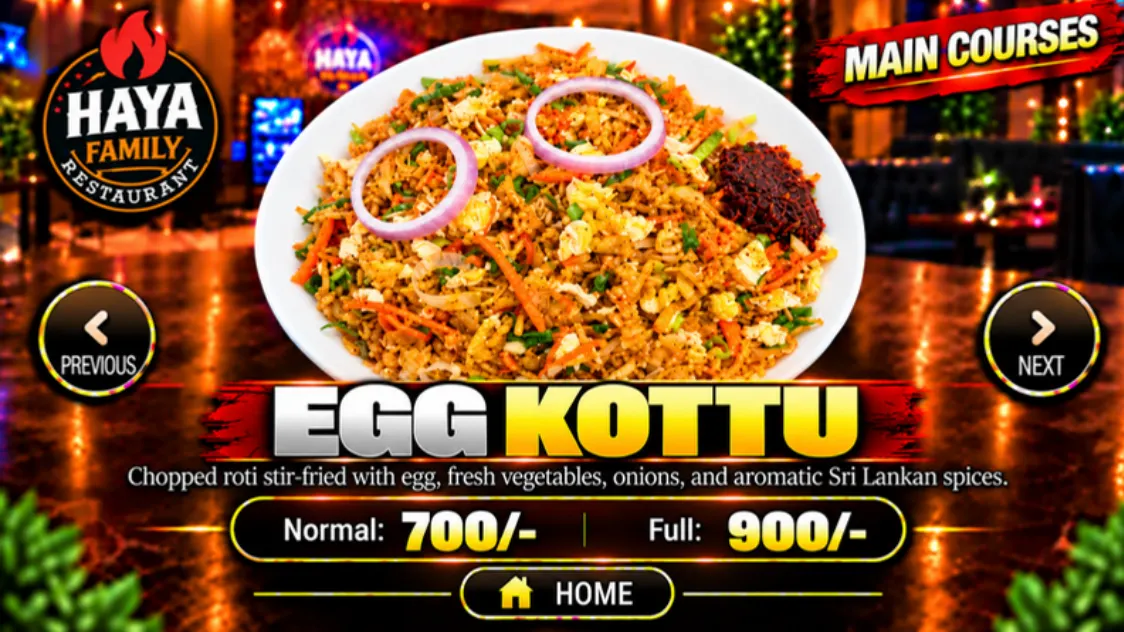 HAYA
FAMILY
RESTAURANT
HAYA
MAIN COURSES
PREVIOUS
NEXT
EGG KOTTU
Chopped roti stir-fried with egg, fresh vegetables, onions, and aromatic Sri Lankan spices.
Normal: 700/- Full: 900/-
HOME